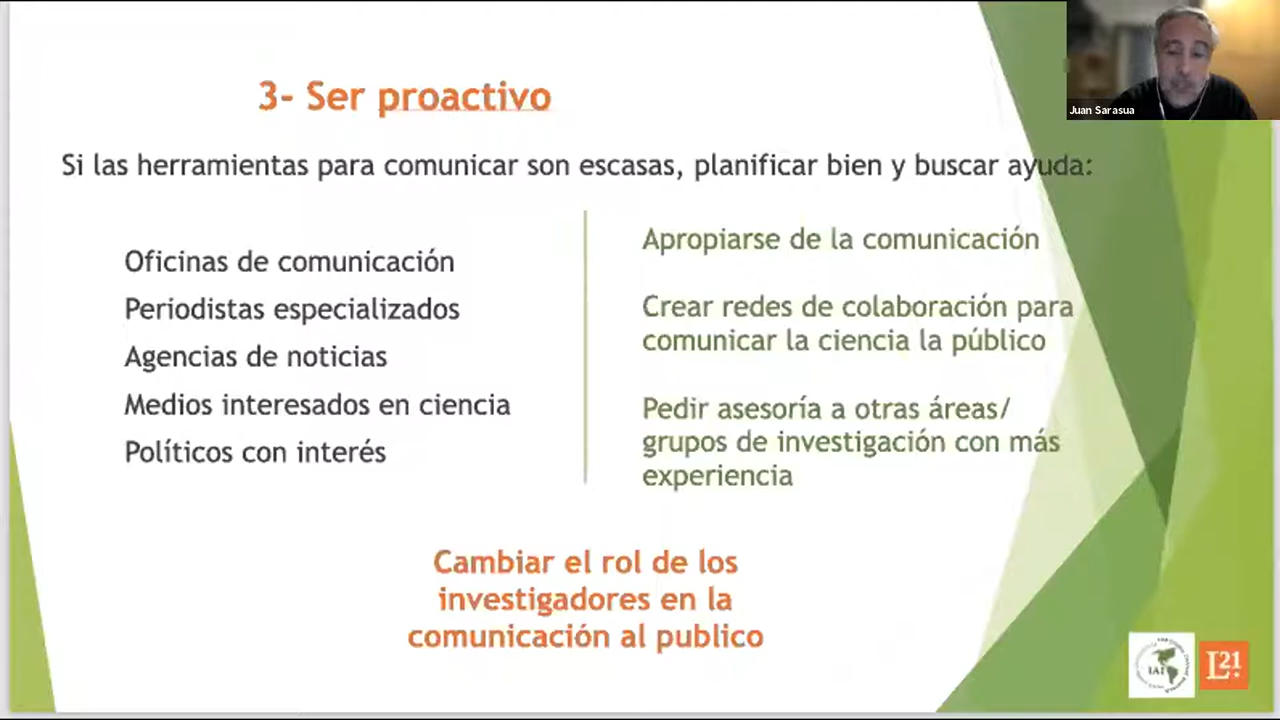 3- Ser proactivo
Juan Sarasua
Si las herramientas para comunicar son escasas, planificar bien y buscar ayuda:
Oficinas de comunicación
Periodistas especializados
Agencias de noticias
Medios interesados en ciencia
Políticos con interés
Apropiarse de la comunicación
Crear redes de colaboración para
comunicar la ciencia la público
Pedir asesoría a otras áreas/
grupos de investigación con más
experiencia
Cambiar el rol de los
investigadores en la
comunicación al publico
IAI
L21